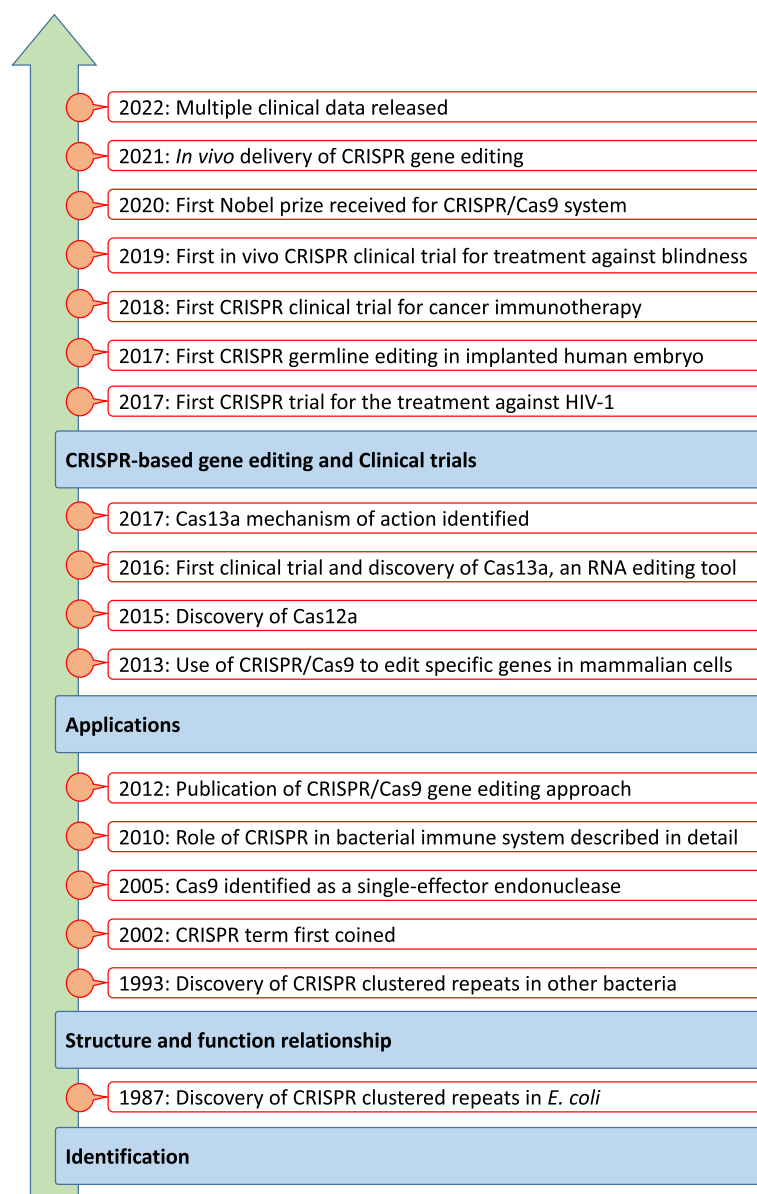 2022: Multiple clinical data released
2021: In vivo delivery of CRISPR gene editing
2020: First Nobel prize received for CRISPR/Cas9 system
2019: First in vivo CRISPR clinical trial for treatment against blindness
2018: First CRISPR clinical trial for cancer immunotherapy
2017: First CRISPR germline editing in implanted human embryo
2017: First CRISPR trial for the treatment against HIV-1
CRISPR-based gene editing and Clinical trials
2017: Cas13a mechanism of action identified
2016: First clinical trial and discovery of Cas13a, an RNA editing tool
2015: Discovery of Cas12a
2013: Use of CRISPR/Cas9 to edit specific genes in mammalian cells
Applications
2012: Publication of CRISPR/Cas9 gene editing approach
2010: Role of CRISPR in bacterial immune system described in detail
2005: Cas9 identified as a single-effector endonuclease
2002: CRISPR term first coined
1993: Discovery of CRISPR clustered repeats in other bacteria
Structure and function relationship
1987: Discovery of CRISPR clustered repeats in E. coli
Identification